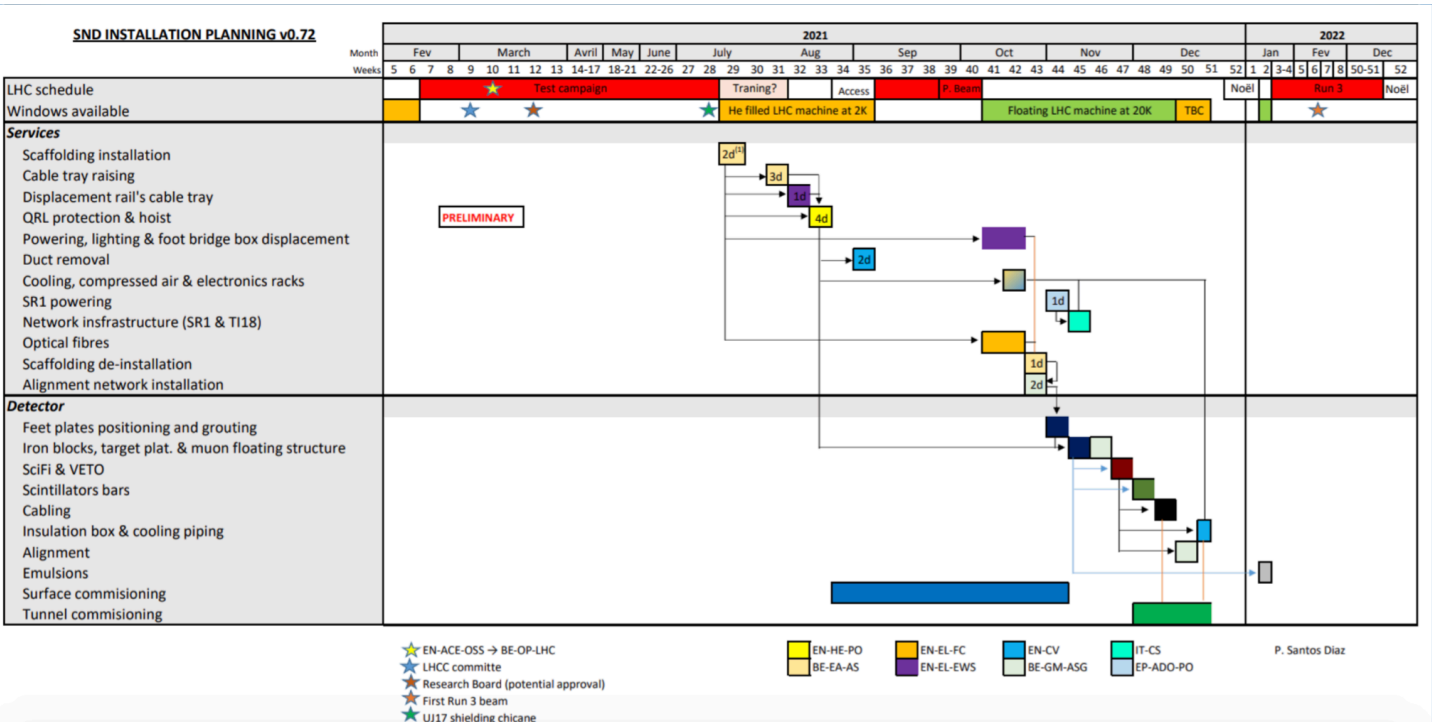 SND INSTALLATION PLANNING v0.72
2021 2022
Month Fev March Avril May June July Aug Sep Oct Nov Dec Jan Fev Dec
Weeks 5 6 7 8 9 10 11 12 13 14-17 18-21 22-26 27 28 29 30 31 32 33 34 35 36 37 38 39 40 41 42 43 44 45 46 47 48 49 50 51 52 1 2 3-4 5 6 7 8 50-51 52
LHC schedule Test campaign Traning? Access P. Beam Noël Run 3 Noël
Windows available He filled LHC machine at 2K Floating LHC machine at 20K TBC
Services
Scaffolding installation 2d(1)
Cable tray raising 3d
Displacement rail's cable tray 1d
QRL protection & hoist PRELIMINARY 4d
Powering, lighting & foot bridge box displacement
Duct removal 2d
Cooling, compressed air & electronics racks
SR1 powering 1d
Network insfrastructure (SR1 & TI18)
Optical fibres
Scaffolding de-installation 1d
Alignment network installation 2d
Detector
Feet plates positioning and grouting
Iron blocks, target plat. & muon floating structure
SciFi & VETO
Scintillators bars
Cabling
Insulation box & cooling piping
Alignment
Emulsions
Surface commisioning
Tunnel commisioning
EN-ACE-OSS → BE-OP-LHC EN-HE-PO EN-EL-FC EN-CV IT-CS P. Santos Diaz
LHCC committe BE-EA-AS EN-EL-EWS BE-GM-ASG EP-ADO-PO
Research Board (potential approval)
First Run 3 beam
UJ17 shielding chicane